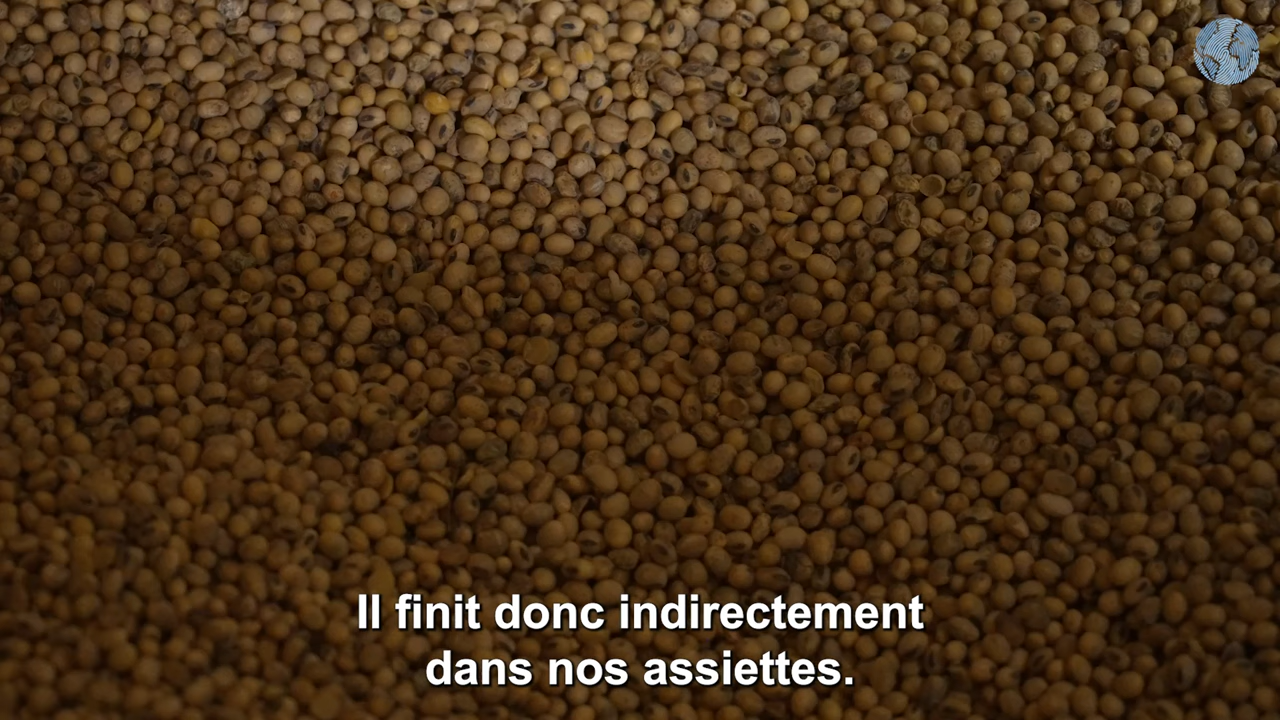 Il finit donc indirectement
dans nos assiettes.